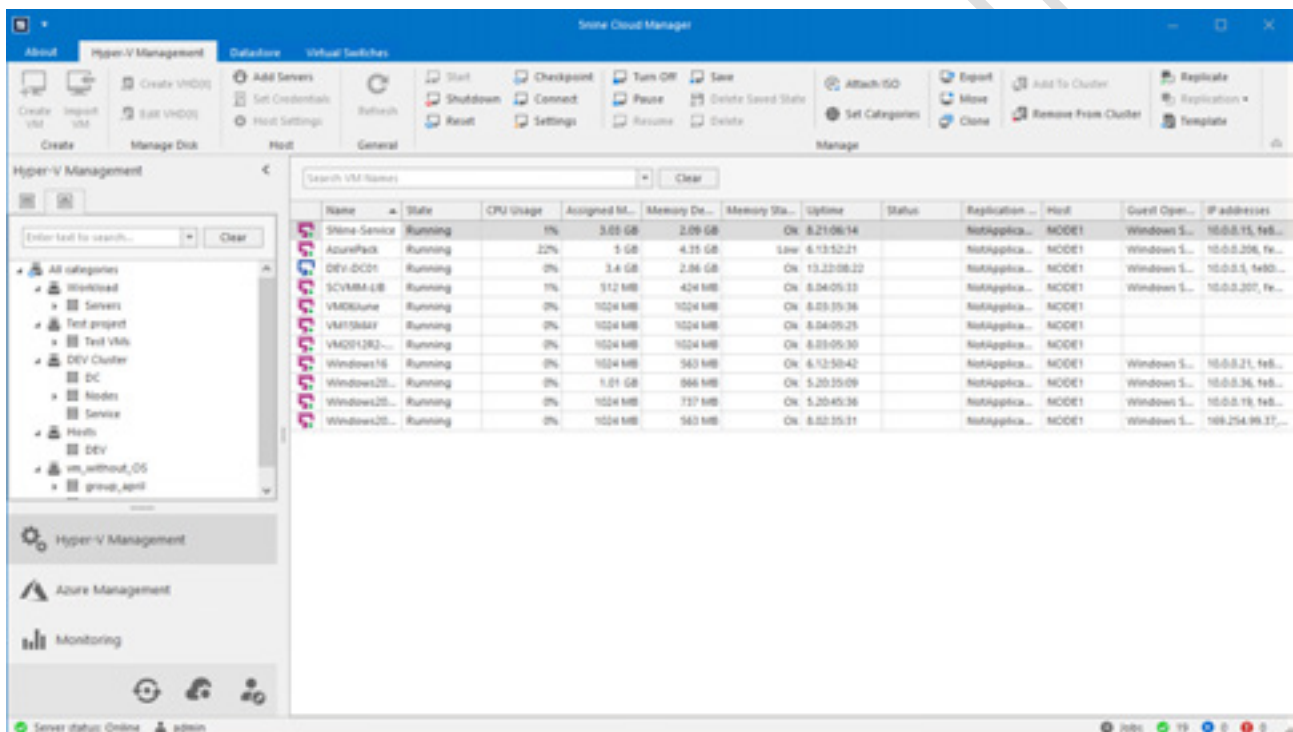 5nine Cloud Manager
About Hyper-V Management Datastore Virtual Switches
Create VM Import VM
Create VHD(X)
Edit VHD(X)
Add Servers
Set Credentials
Host Settings
Refresh
Start
Shutdown
Reset
Checkpoint
Connect
Settings
Turn Off
Pause
Resume
Save
Delete Saved State
Delete
Attach ISO
Set Categories
Export
Move
Clone
Add To Cluster
Remove From Cluster
Replicate
Replication
Template
Create Manage Disk Host General Manage
Hyper-V Management
Enter text to search... Clear
All categories
Workload
Servers
Test project
Test VMs
DEV Cluster
DC
Nodes
Service
Hosts
DEV
vm_without_OS
group_april
Hyper-V Management
Azure Management
Monitoring
Search VM Names Clear
Name State CPU Usage Assigned M... Memory De... Memory Sta... Uptime Status Replication ... Host Guest Oper... IP addresses
5Nine-Service Running 1% 3.03 GB 2.09 GB Ok 8.21:06:14 NotApplica... NODE1 Windows S... 10.0.0.15, fe8...
AzurePack Running 22% 5 GB 4.35 GB Low 6.13:52:21 NotApplica... NODE1 Windows S... 10.0.0.206, fe...
DEV-DC01 Running 0% 3.4 GB 2.86 GB Ok 13.22:08:22 NotApplica... NODE1 Windows S... 10.0.0.5, fe80:...
SCVMM-LIB Running 1% 512 MB 424 MB Ok 8.04:05:33 NotApplica... NODE1 Windows S... 10.0.0.207, fe...
VM06June Running 0% 1024 MB 1024 MB Ok 8.03:35:36 NotApplica... NODE1
VM15MAY Running 0% 1024 MB 1024 MB Ok 8.04:05:25 NotApplica... NODE1
VM2012R2-... Running 0% 1024 MB 1024 MB Ok 8.03:05:30 NotApplica... NODE1
Windows16 Running 0% 1024 MB 563 MB Ok 6.12:50:42 NotApplica... NODE1 Windows S... 10.0.0.21, fe8...
Windows20... Running 0% 1.01 GB 866 MB Ok 5.20:35:09 NotApplica... NODE1 Windows S... 10.0.0.36, fe8...
Windows20... Running 0% 1024 MB 737 MB Ok 5.20:45:36 NotApplica... NODE1 Windows S... 10.0.0.19, fe8...
Windows20... Running 0% 1024 MB 563 MB Ok 8.02:35:31 NotApplica... NODE1 Windows S... 169.254.99.37,...
Server status: Online admin Jobs: 19 0 0